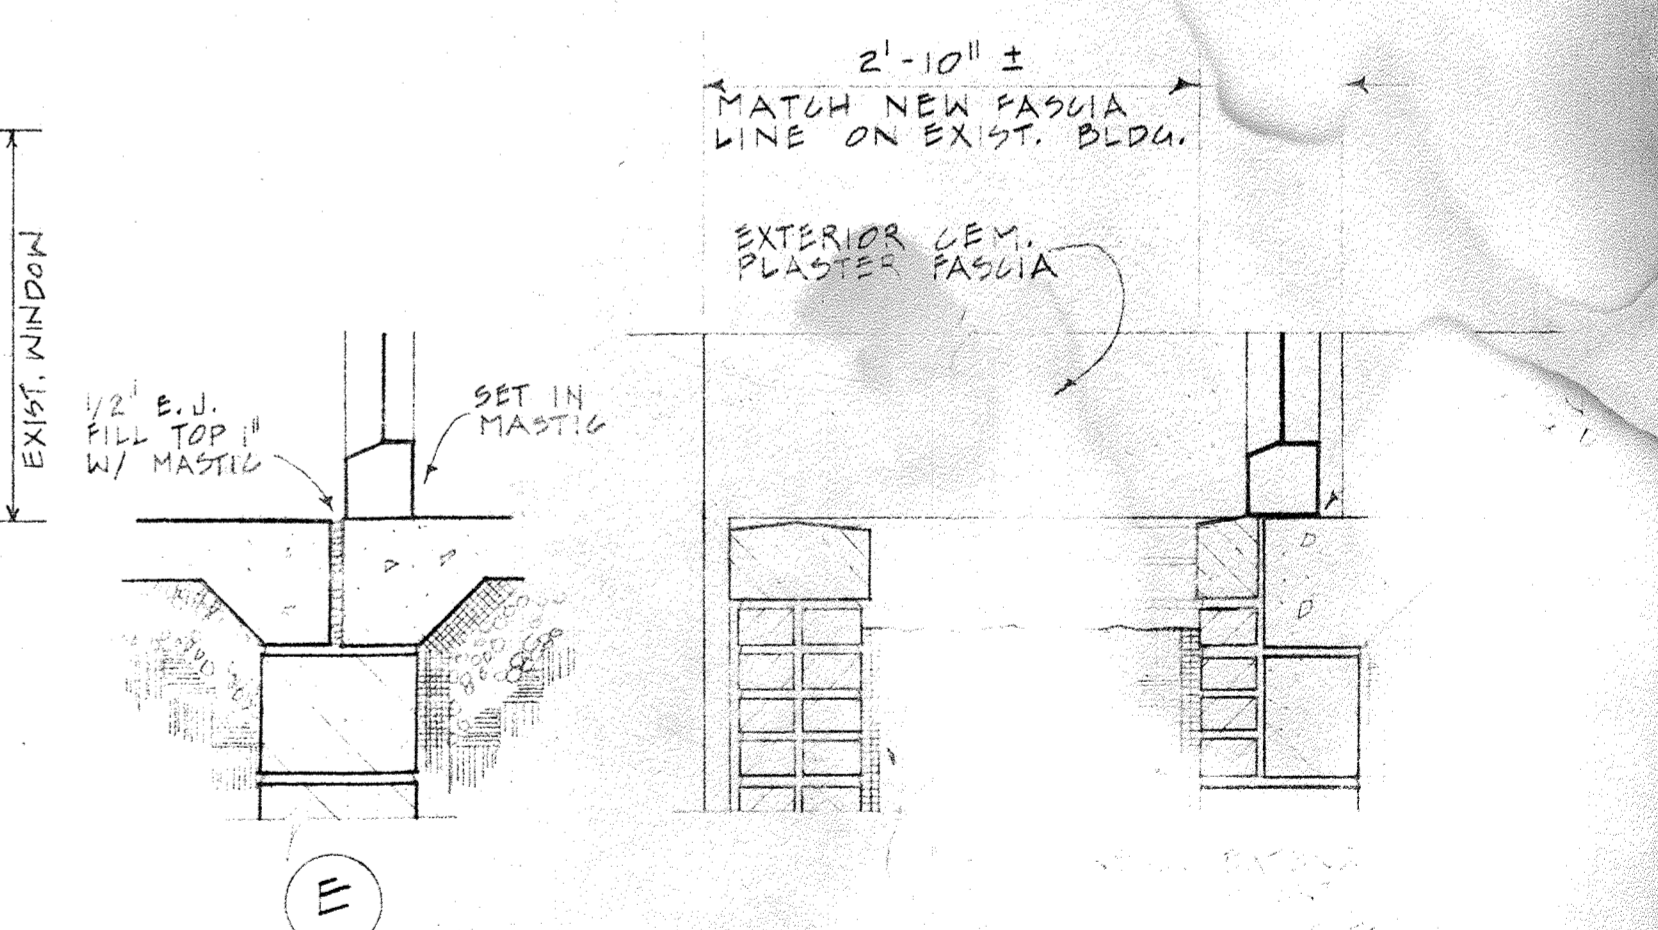 2'-10" ±
MATCH NEW FASCIA
LINE ON EXIST. BLDG.
EXTERIOR CEM.
PLASTER FASCIA
EXIST. WINDOW
1/2' E.J.
FILL TOP 1"
W/ MASTIC
SET IN
MASTIC
E